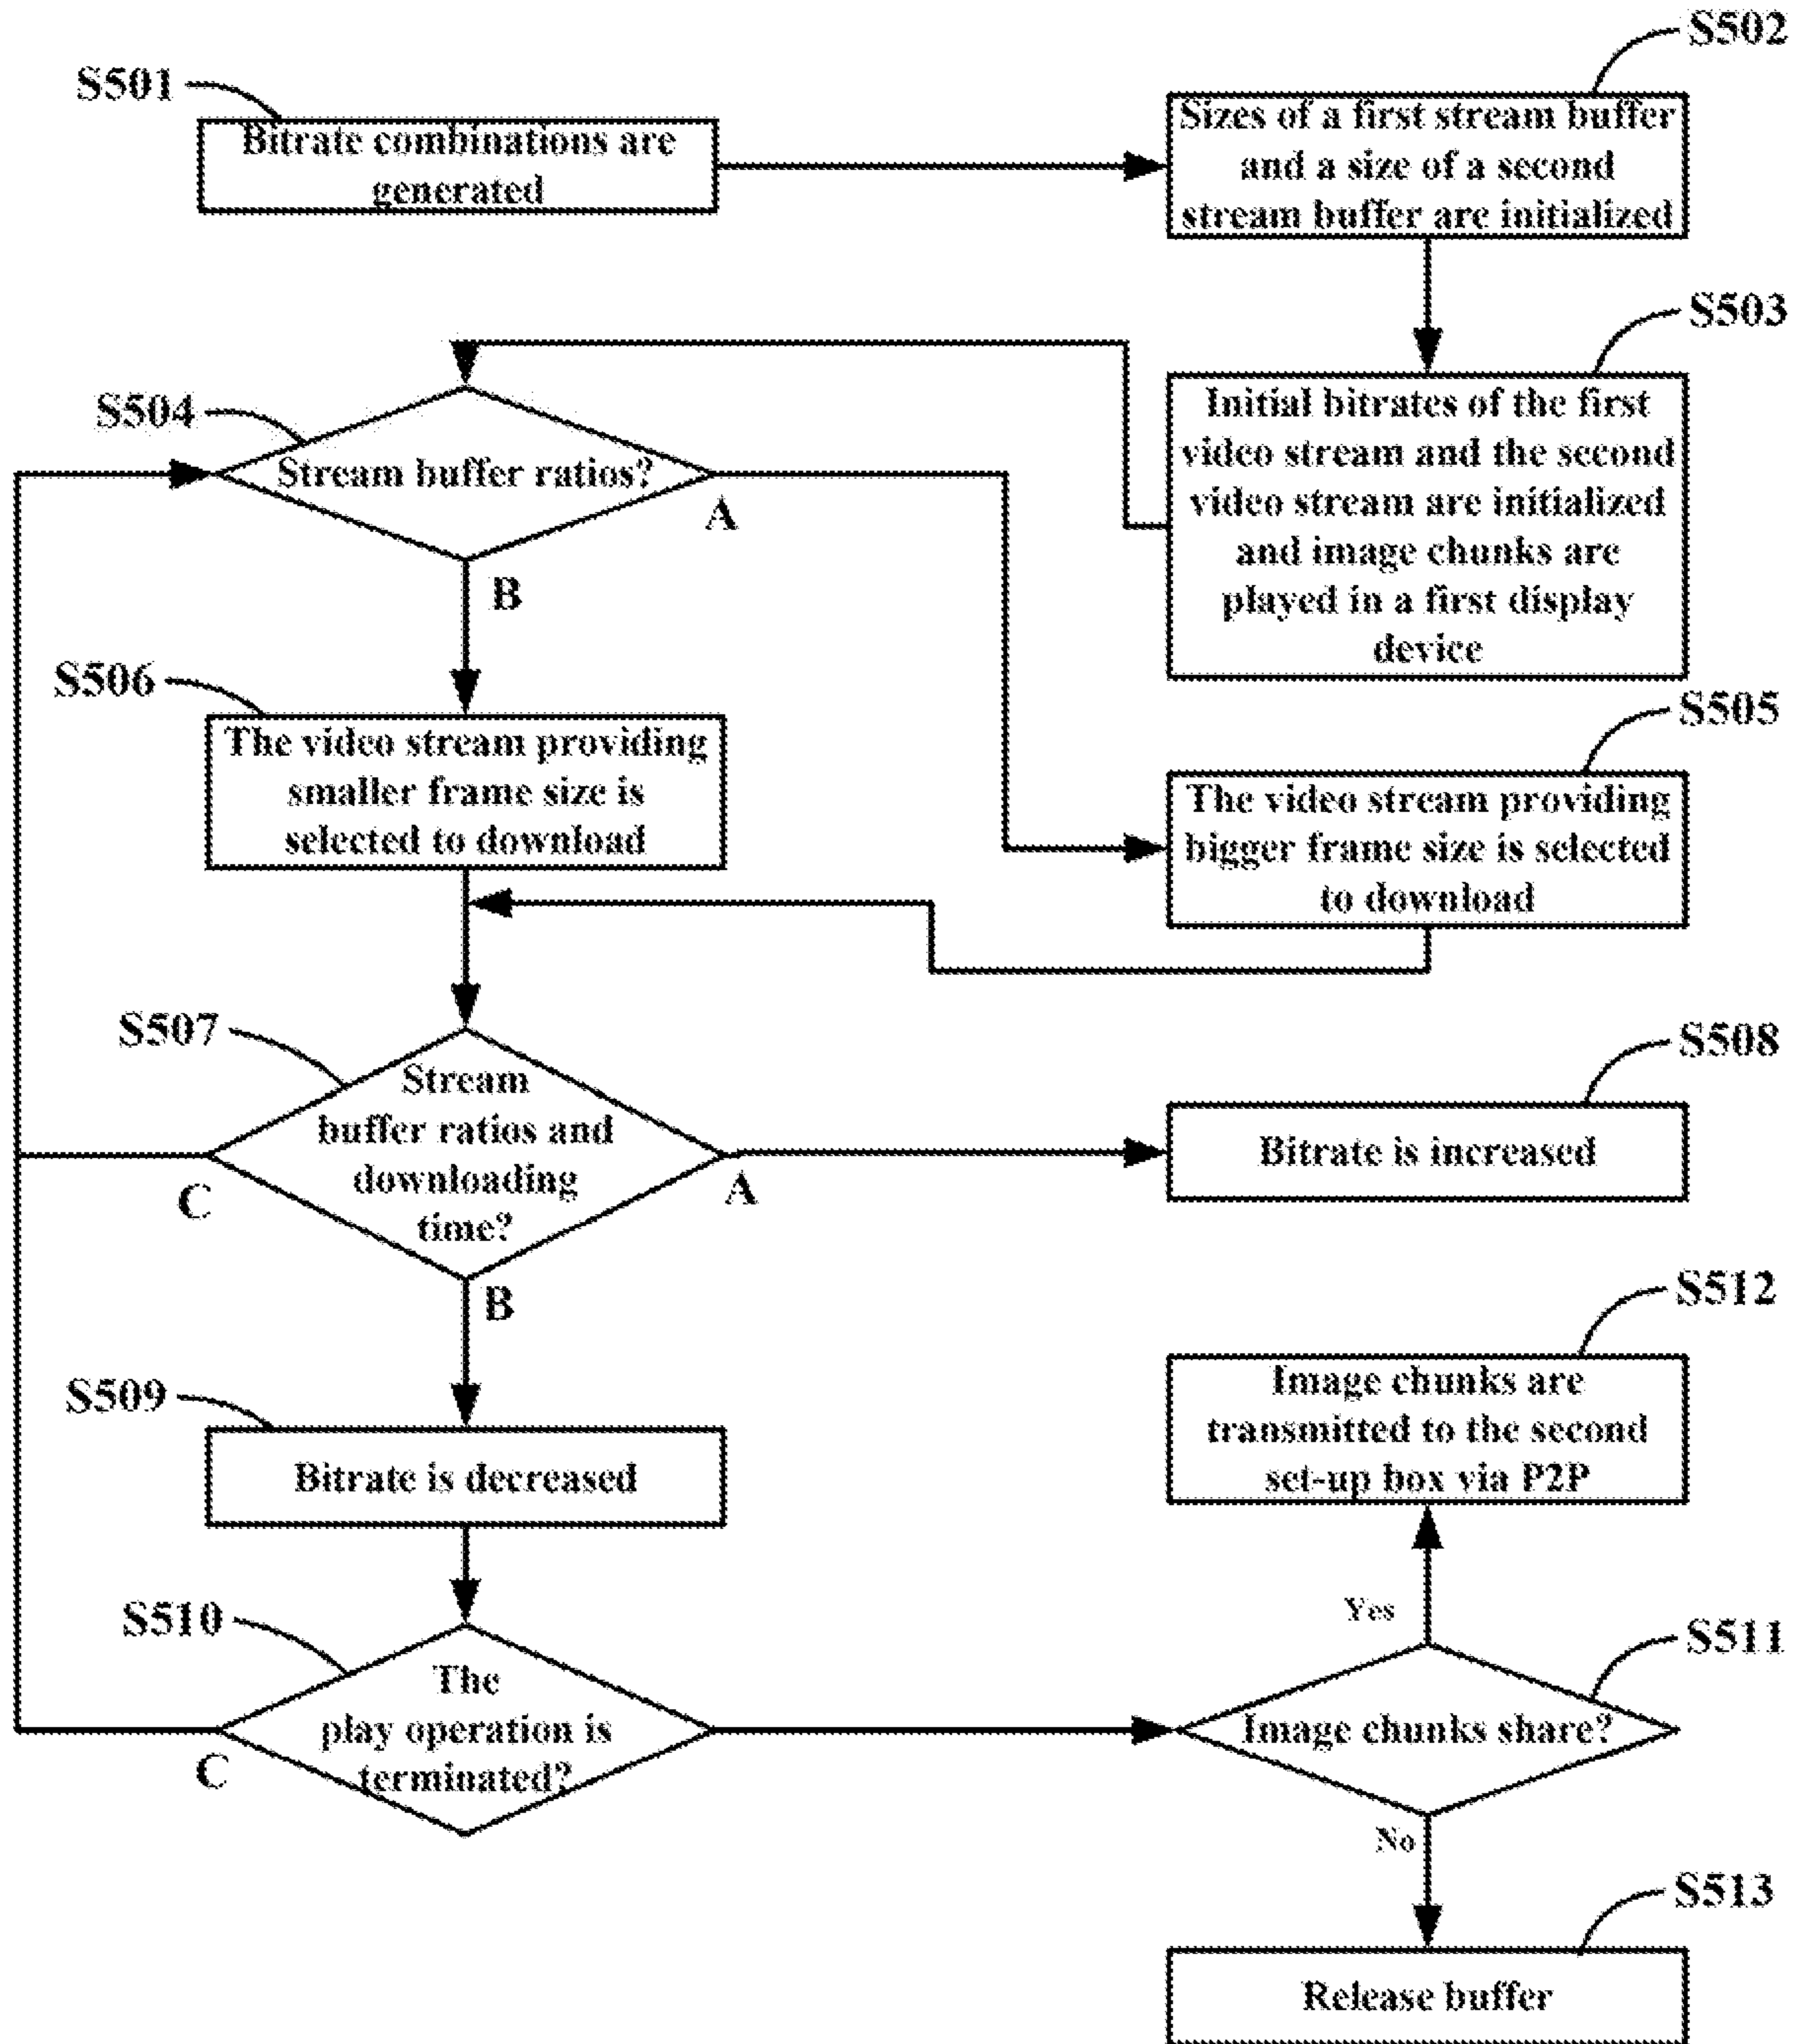 S501
Bitrate combinations are
generated
S502
Sizes of a first stream buffer
and a size of a second
stream buffer are initialized
S503
Initial bitrates of the first
video stream and the second
video stream are initialized
and image chunks are
played in a first display
device
S504
Stream buffer ratios?
A
B
S505
The video stream providing
bigger frame size is selected
to download
S506
The video stream providing
smaller frame size is
selected to download
S507
Stream
buffer ratios and
downloading
time?
A
B
C
S508
Bitrate is increased
S509
Bitrate is decreased
S510
The
play operation is
terminated?
C
S511
Image chunks share?
Yes
No
S512
Image chunks are
transmitted to the second
set-up box via P2P
S513
Release buffer